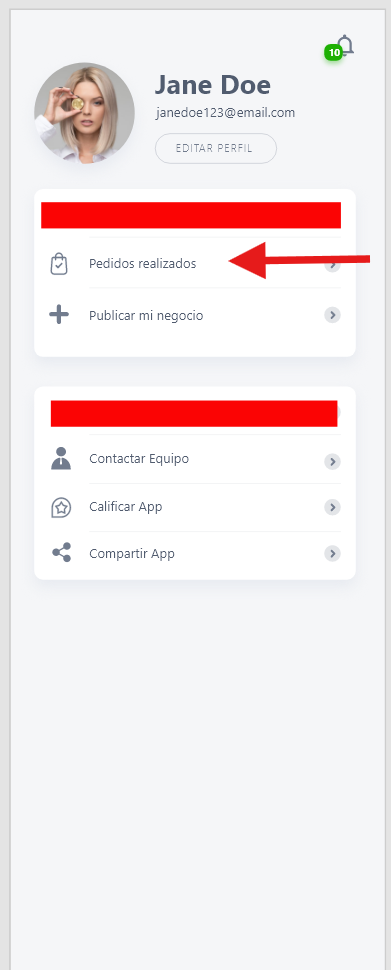 10
Jane Doe
janedoe123@email.com
EDITAR PERFIL
Pedidos realizados
Publicar mi negocio
Contactar Equipo
Calificar App
Compartir App